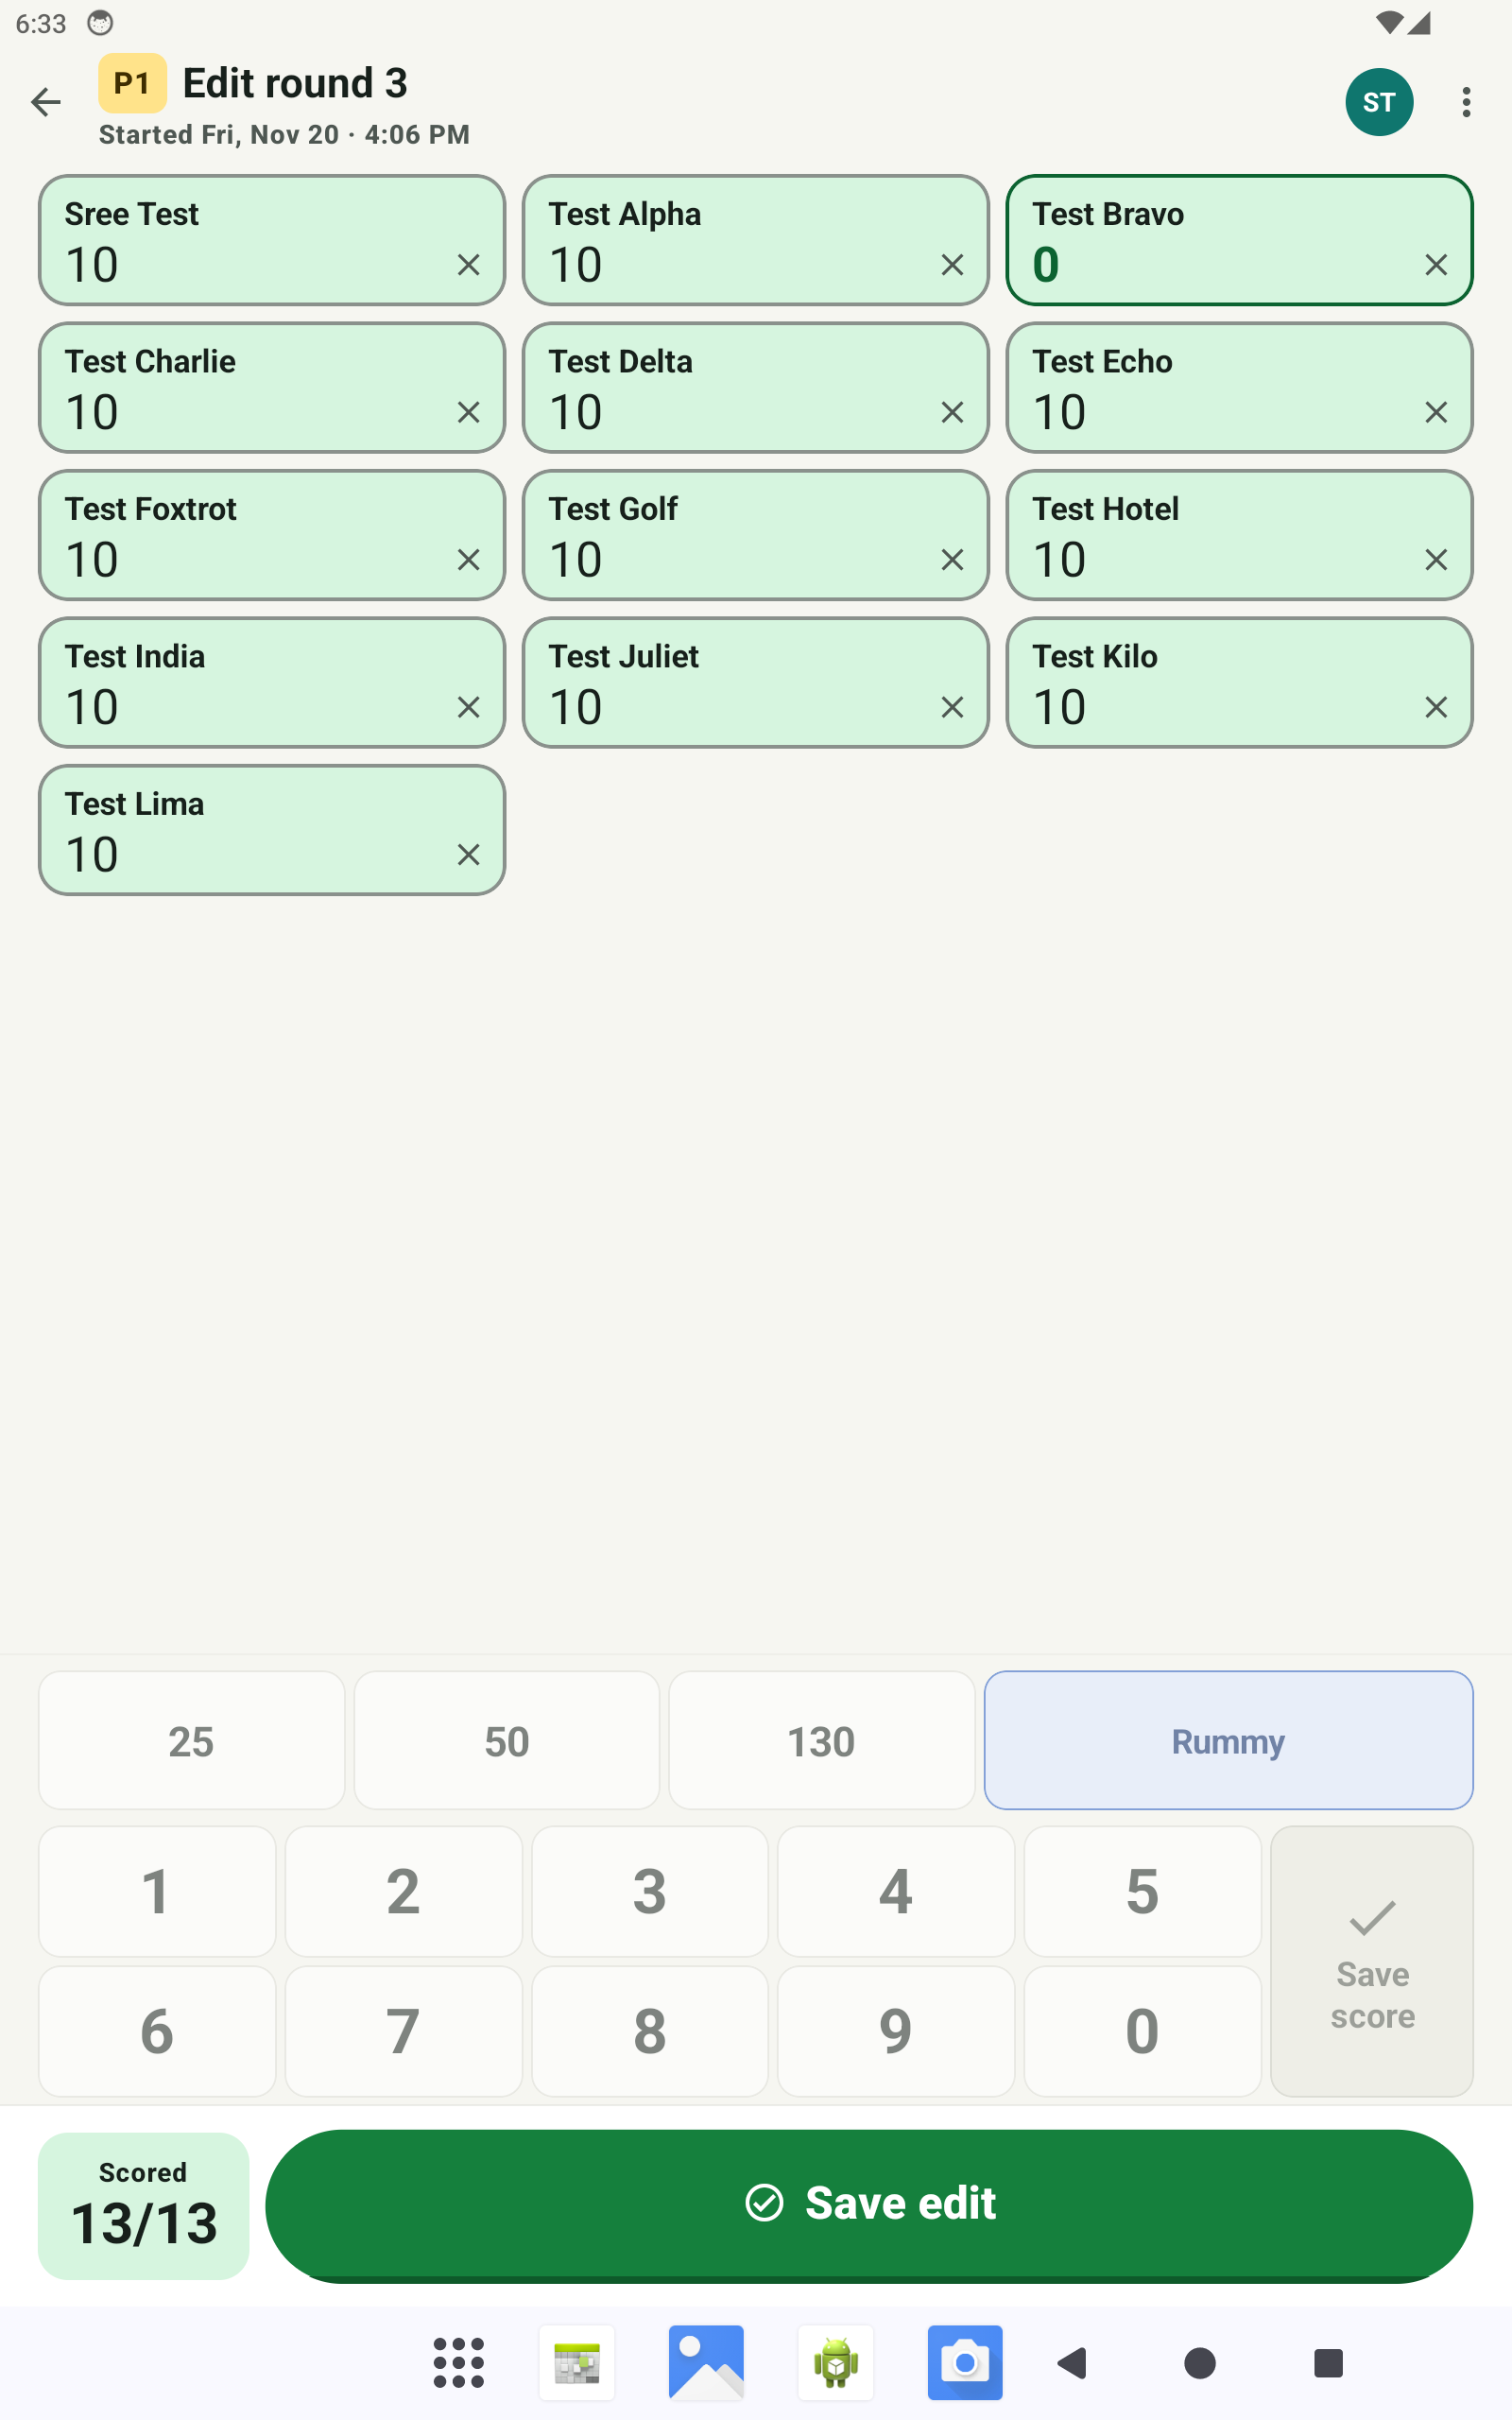 6:33
P1 Edit round 3
Started Fri, Nov 20 · 4:06 PM
ST
Sree Test
10
Test Alpha
10
Test Bravo
0
Test Charlie
10
Test Delta
10
Test Echo
10
Test Foxtrot
10
Test Golf
10
Test Hotel
10
Test India
10
Test Juliet
10
Test Kilo
10
Test Lima
10
25
50
130
Rummy
1
2
3
4
5
6
7
8
9
0
Save
score
Scored
13/13
Save edit